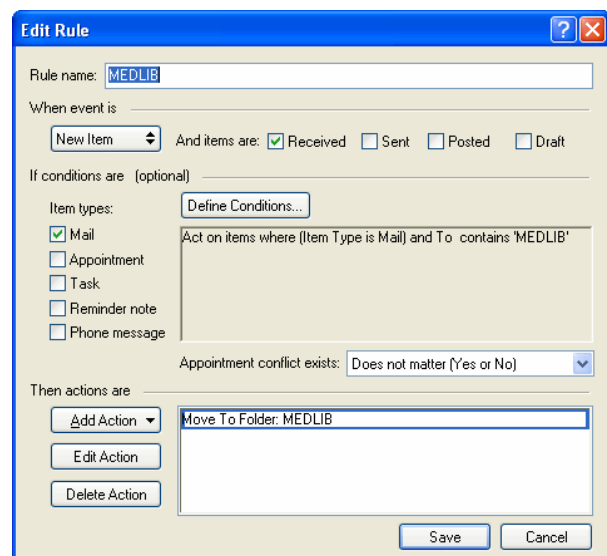 Edit Rule
Rule name: MEDLIB
When event is
New Item And items are: Received Sent Posted Draft
If conditions are (optional)
Item types: Define Conditions...
Mail
Act on items where (Item Type is Mail) and To contains 'MEDLIB'
Appointment
Task
Reminder note
Phone message
Appointment conflict exists: Does not matter (Yes or No)
Then actions are
Add Action Move To Folder: MEDLIB
Edit Action
Delete Action
Save Cancel